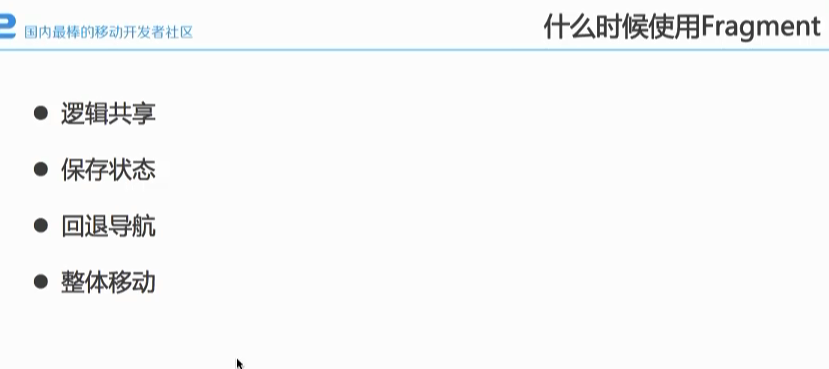 国内最棒的移动开发者社区
什么时候使用Fragment
逻辑共享
保存状态
回退导航
整体移动